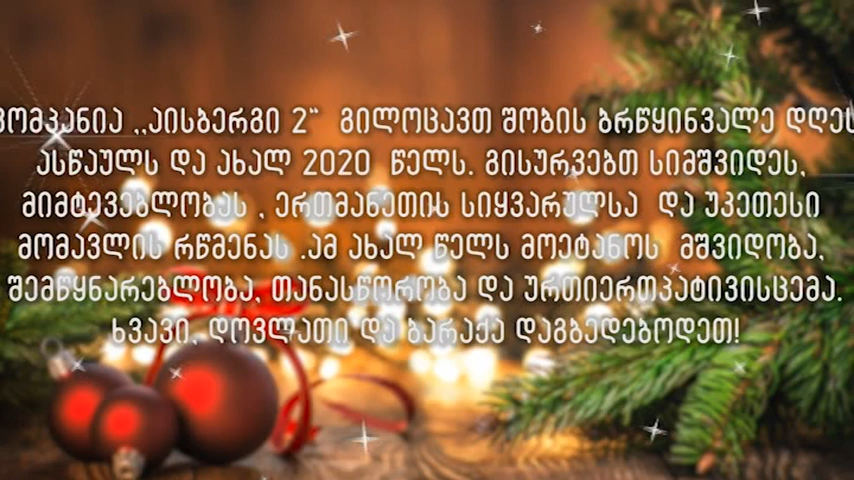 კომპანია ,,აისბერგი 2“ გილოცავთ შობის ბრწყინვალე დღეს
ასწაულს და ახალ 2020 წელს. გისურვებთ სიმშვიდეს,
მიმტევებლობას , ერთმანეთის სიყვარულსა და უკეთესი
მომავლის რწმენას .ამ ახალ წელს მოეტანოს მშვიდობა,
შემწყნარებლობა, თანასწორობა და ურთიერთპატივისცემა.
ხვავი, დოვლათი და ბარაქა დაგბედებოდეთ!